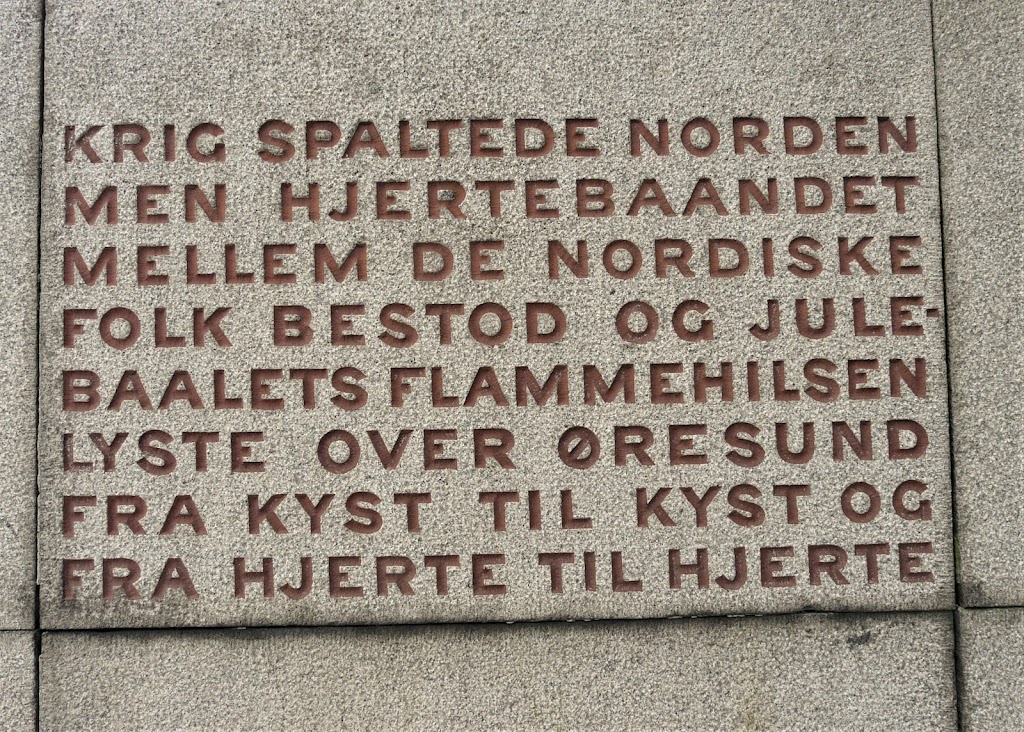 KRIG SPALTEDE NORDEN
MEN HJERTEBAANDET
MELLEM DE NORDISKE
FOLK BESTOD OG JULE-
BAALETS FLAMMEHILSEN
LYSTE OVER ØRESUND
FRA KYST TIL KYST OG
FRA HJERTE TIL HJERTE